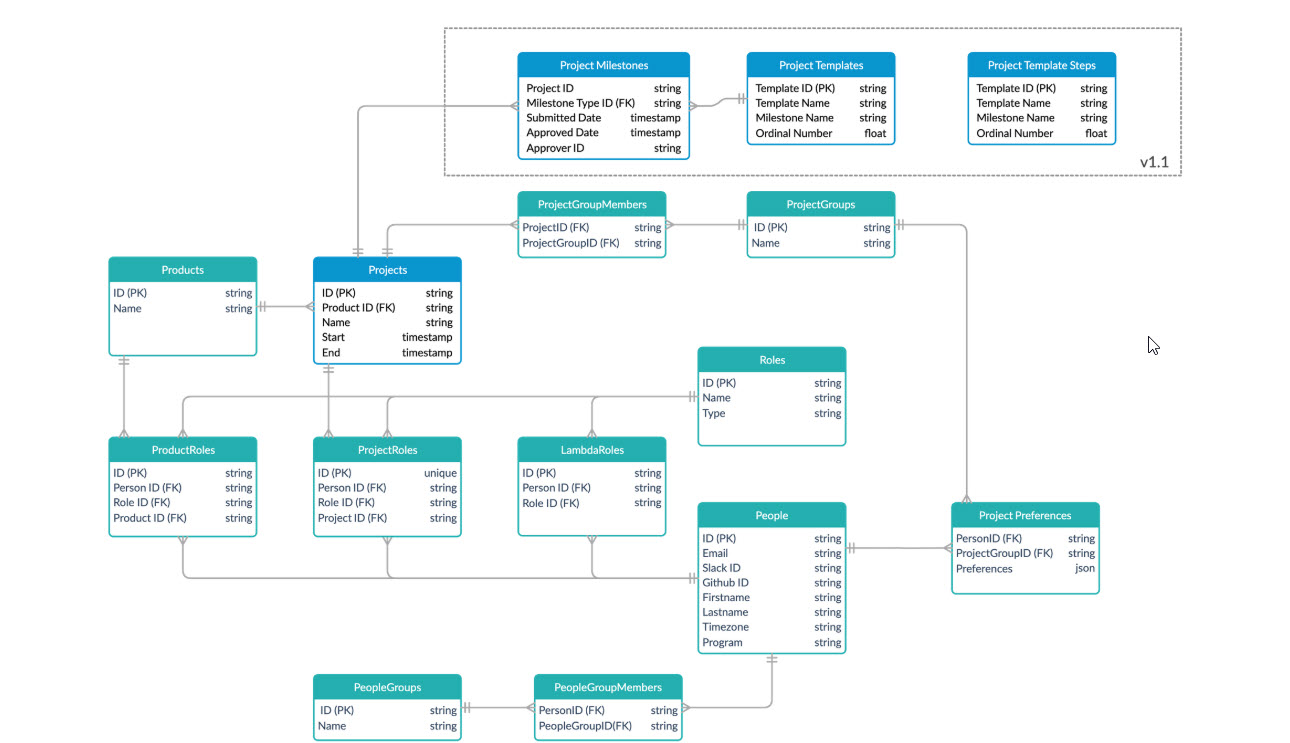 Project Milestones
Project ID string
Milestone Type ID (FK) string
Submitted Date timestamp
Approved Date timestamp
Approver ID string
Project Templates
Template ID (PK) string
Template Name string
Milestone Name string
Ordinal Number float
Project Template Steps
Template ID (PK) string
Template Name string
Milestone Name string
Ordinal Number float
v1.1
ProjectGroupMembers
ProjectID (FK) string
ProjectGroupID (FK) string
ProjectGroups
ID (PK) string
Name string
Products
ID (PK) string
Name string
Projects
ID (PK) string
Product ID (FK) string
Name string
Start timestamp
End timestamp
Roles
ID (PK) string
Name string
Type string
ProductRoles
ID (PK) string
Person ID (FK) string
Role ID (FK) string
Product ID (FK) string
ProjectRoles
ID (PK) unique
Person ID (FK) string
Role ID (FK) string
Project ID (FK) string
LambdaRoles
ID (PK) string
Person ID (FK) string
Role ID (FK) string
People
ID (PK) string
Email string
Slack ID string
Github ID string
Firstname string
Lastname string
Timezone string
Program string
Project Preferences
PersonID (FK) string
ProjectGroupID (FK) string
Preferences json
PeopleGroups
ID (PK) string
Name string
PeopleGroupMembers
PersonID (FK) string
PeopleGroupID(FK) string